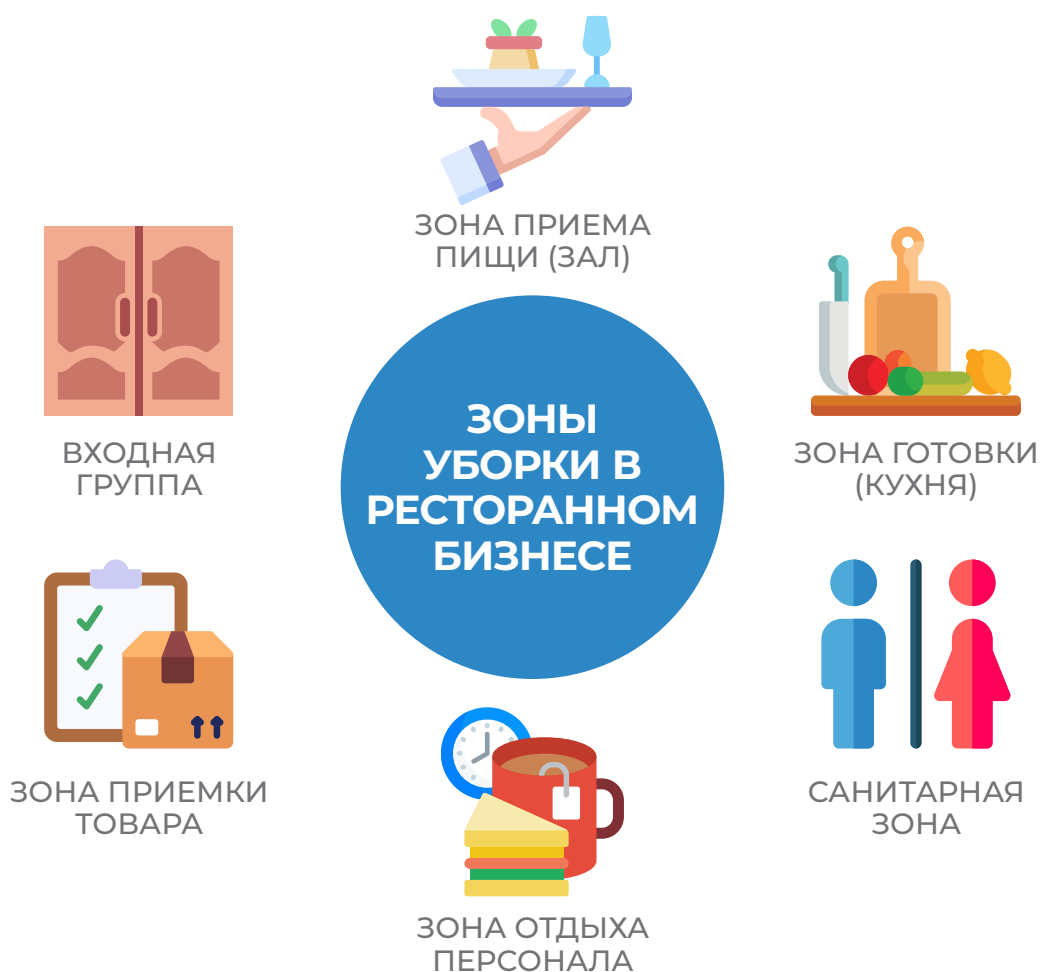 ЗОНА ПРИЕМА
ПИЩИ (ЗАЛ)
ВХОДНАЯ
ГРУППА
ЗОНЫ
УБОРКИ В
РЕСТОРАННОМ
БИЗНЕСЕ
ЗОНА ГОТОВКИ
(КУХНЯ)
ЗОНА ПРИЕМКИ
ТОВАРА
САНИТАРНАЯ
ЗОНА
ЗОНА ОТДЫХА
ПЕРСОНАЛА